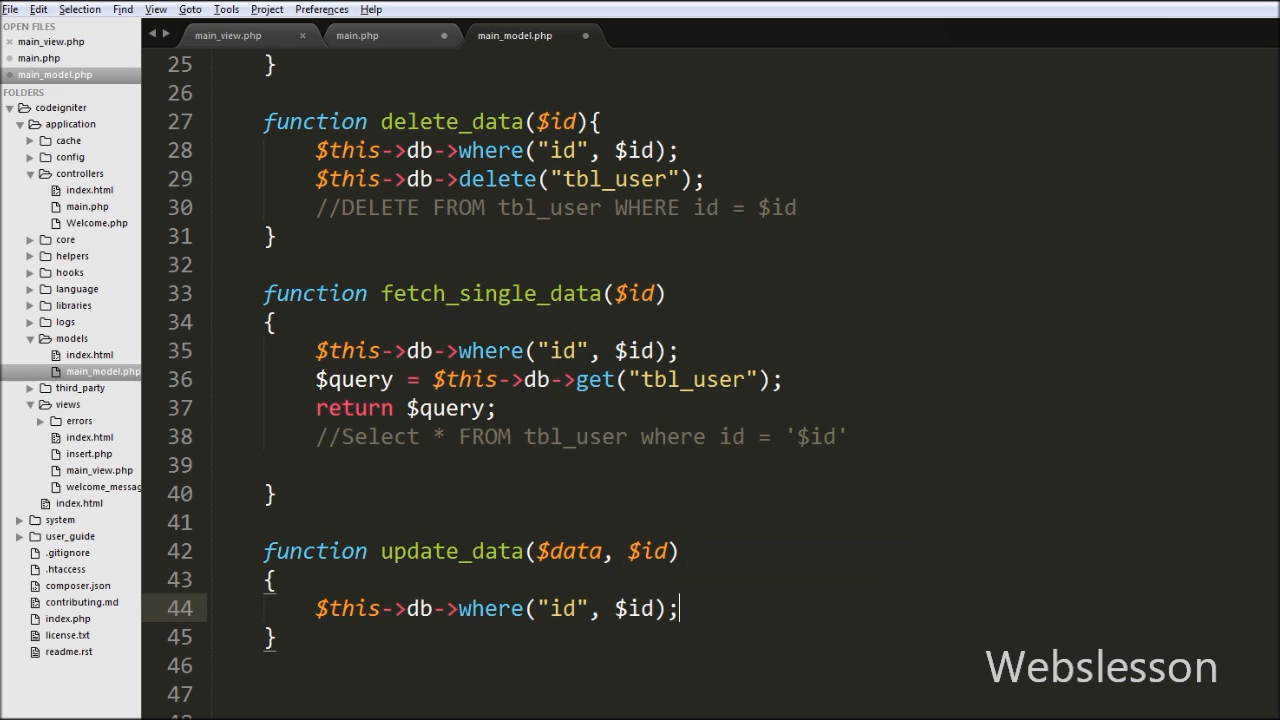 File Edit Selection Find View Goto Tools Project Preferences Help
OPEN FILES
main_view.php
main.php
main_model.php
FOLDERS
codeigniter
application
cache
config
controllers
index.html
main.php
Welcome.php
core
helpers
hooks
language
libraries
logs
models
index.html
main_model.php
third_party
views
errors
index.html
insert.php
main_view.php
welcome_messag
index.html
system
user_guide
.gitignore
.htaccess
composer.json
contributing.md
index.php
license.txt
readme.rst
main_view.php main.php main_model.php
25 }
26
27 function delete_data($id){
28 $this->db->where("id", $id);
29 $this->db->delete("tbl_user");
30 //DELETE FROM tbl_user WHERE id = $id
31 }
32
33 function fetch_single_data($id)
34 {
35 $this->db->where("id", $id);
36 $query = $this->db->get("tbl_user");
37 return $query;
38 //Select * FROM tbl_user where id = '$id'
39
40 }
41
42 function update_data($data, $id)
43 {
44 $this->db->where("id", $id);
45 }
46
47
Webslesson